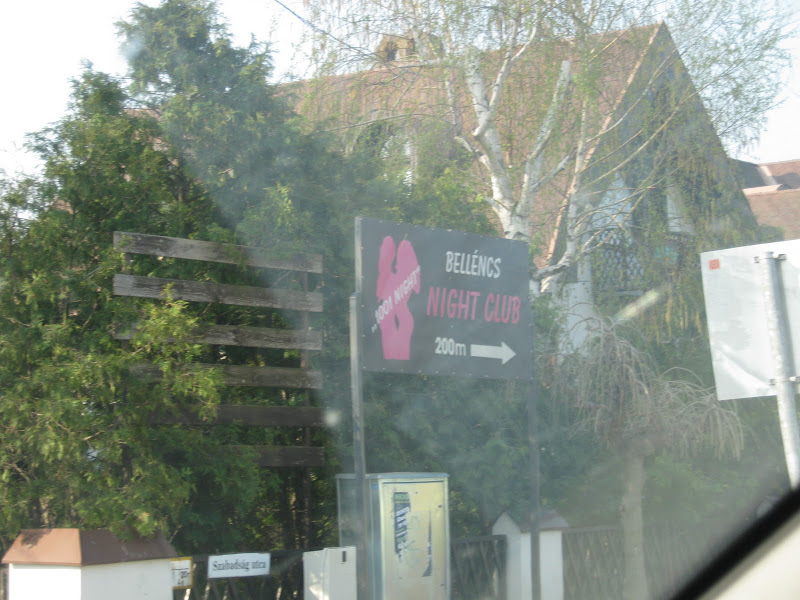 BELLÉNCS
NIGHT CLUB
200m
1001 NIGHT
Szabadság utca